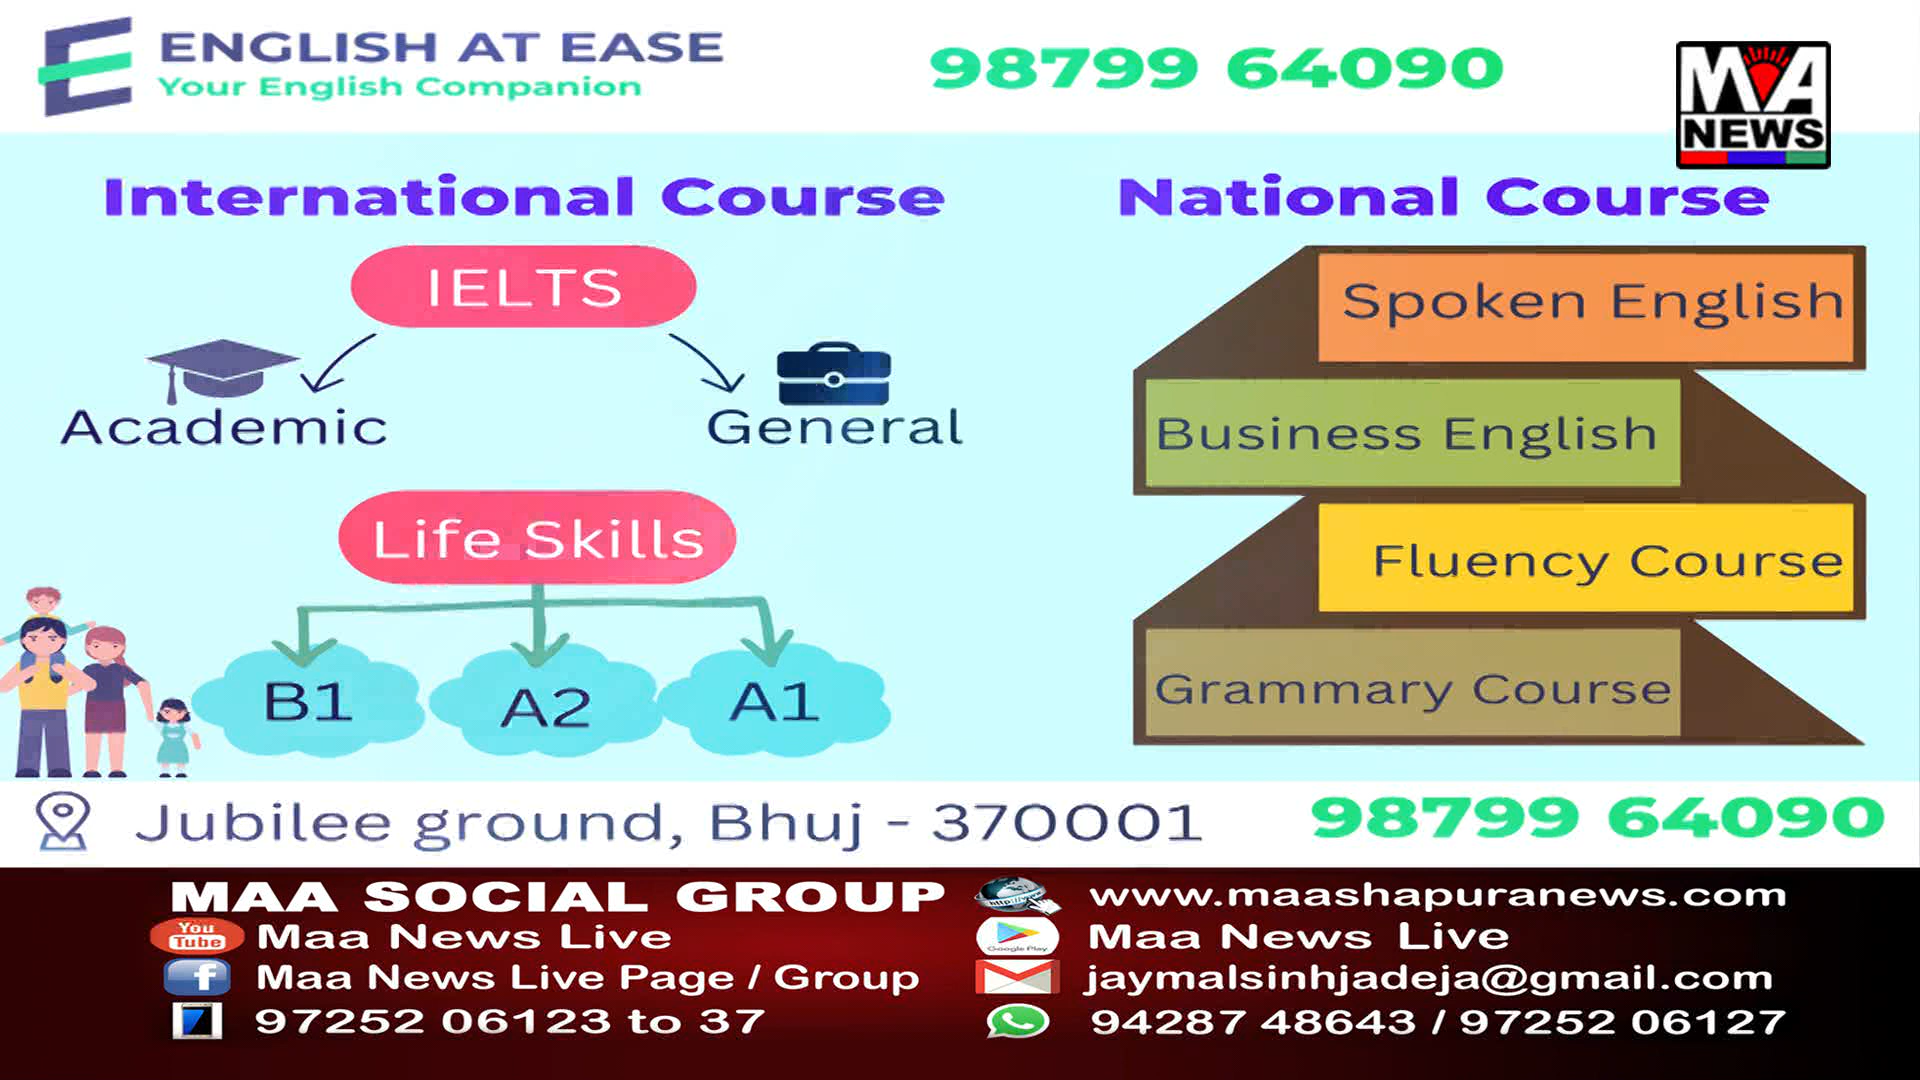 ENGLISH AT EASE
Your English Companion
98799 64090
MAA
NEWS
International Course
IELTS
Academic
General
Life Skills
B1
A2
A1
National Course
Spoken English
Business English
Fluency Course
Grammary Course
Jubilee ground, Bhuj - 370001
98799 64090
MAA SOCIAL GROUP
You
Tube
Maa News Live
f
Maa News Live Page / Group
97252 06123 to 37
www.maashapuranews.com
Google Play
Maa News Live
jaymalsinhjadeja@gmail.com
94287 48643 / 97252 06127